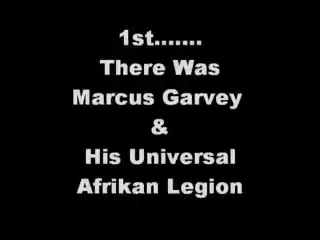 1st.......
There Was
Marcus Garvey
&
His Universal
Afrikan Legion